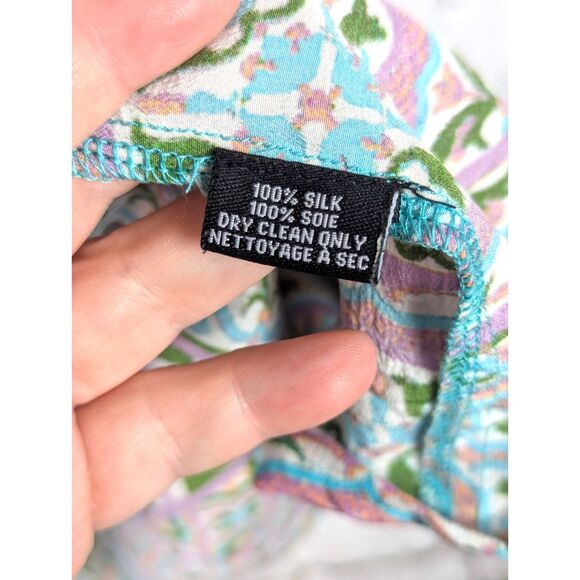 100% SILK
100% SOIE
DRY CLEAN ONLY
NETTOYAGE À SEC